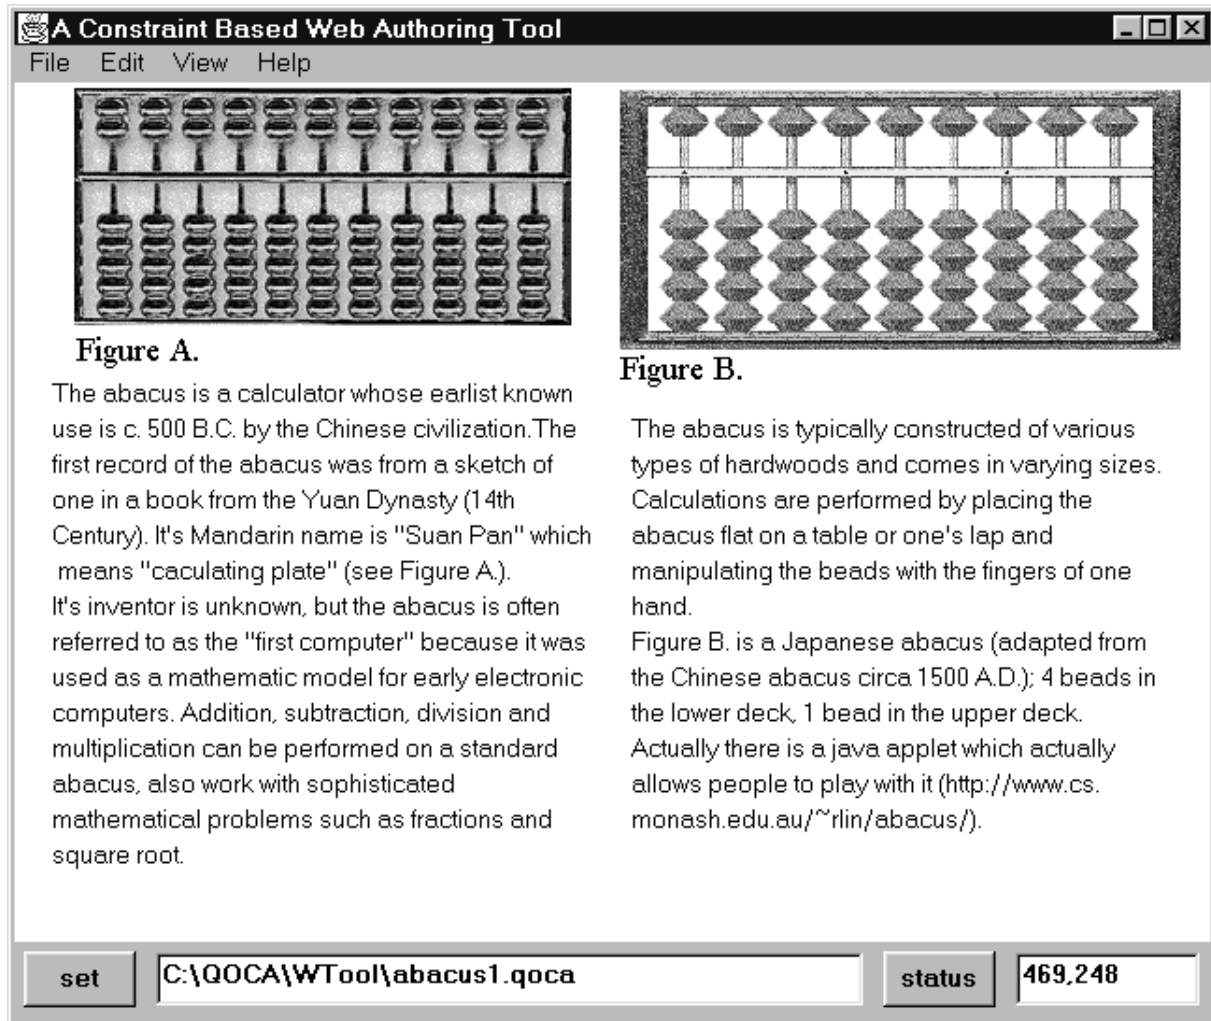 A Constraint Based Web Authoring Tool
File Edit View Help
Figure A.
The abacus is a calculator whose earlist known
use is c. 500 B.C. by the Chinese civilization.The
first record of the abacus was from a sketch of
one in a book from the Yuan Dynasty (14th
Century). It's Mandarin name is "Suan Pan" which
means "caculating plate" (see Figure A.).
It's inventor is unknown, but the abacus is often
referred to as the "first computer" because it was
used as a mathematic model for early electronic
computers. Addition, subtraction, division and
multiplication can be performed on a standard
abacus, also work with sophisticated
mathematical problems such as fractions and
square root.
Figure B.
The abacus is typically constructed of various
types of hardwoods and comes in varying sizes.
Calculations are performed by placing the
abacus flat on a table or one's lap and
manipulating the beads with the fingers of one
hand.
Figure B. is a Japanese abacus (adapted from
the Chinese abacus circa 1500 A.D.); 4 beads in
the lower deck, 1 bead in the upper deck.
Actually there is a java applet which actually
allows people to play with it (http://www.cs.
monash.edu.au/~rlin/abacus/).
set C:\QOCA\WTool\abacus1.qoca status 469,248